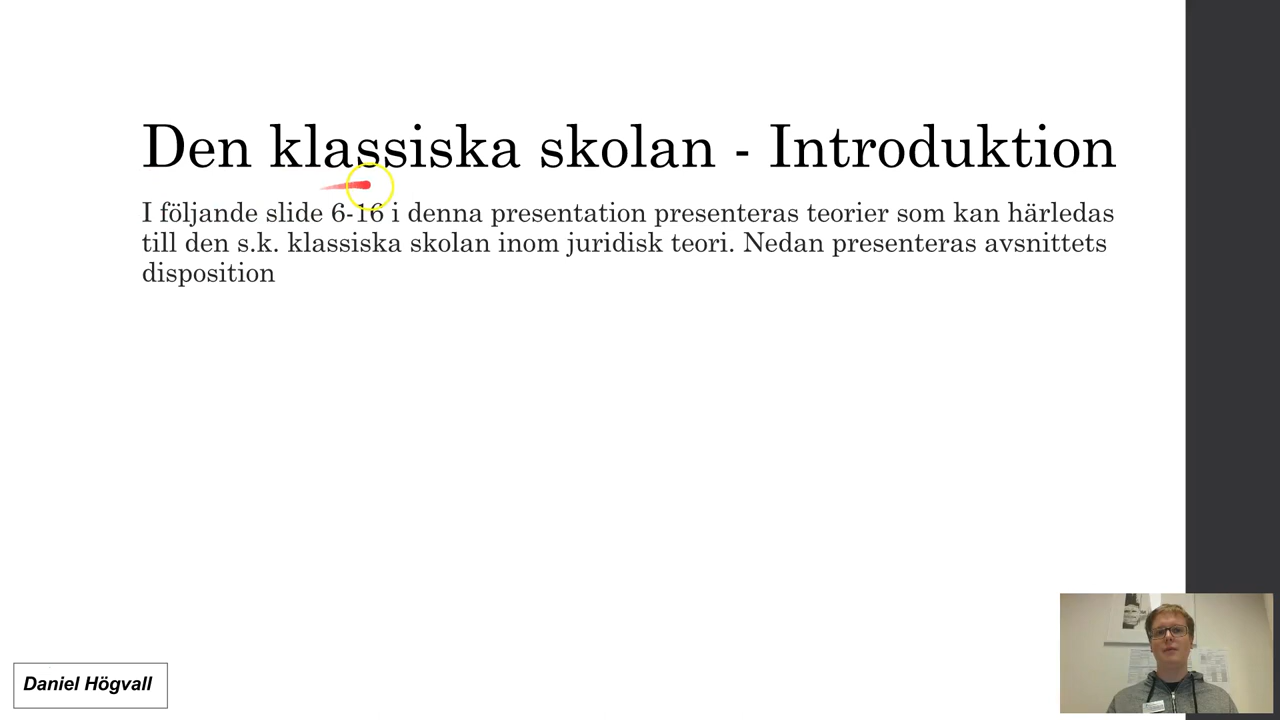 Den klassiska skolan - Introduktion
I följande slide 6-16 i denna presentation presenteras teorier som kan härledas
till den s.k. klassiska skolan inom juridisk teori. Nedan presenteras avsnittets
disposition
Daniel Högvall